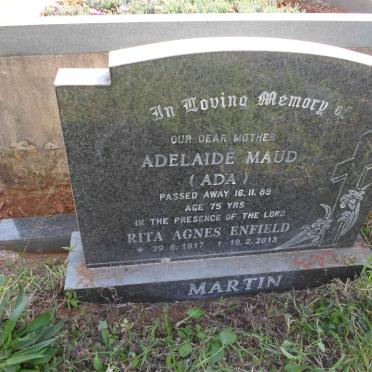 In Loving Memory of
OUR DEAR MOTHER
ADELAIDE MAUD
(ADA)
PASSED AWAY 16.11.89
AGE 75 YRS
IN THE PRESENCE OF THE LORD
RITA AGNES ENFIELD
* 29.6.1917 † 19.2.2013
MARTIN